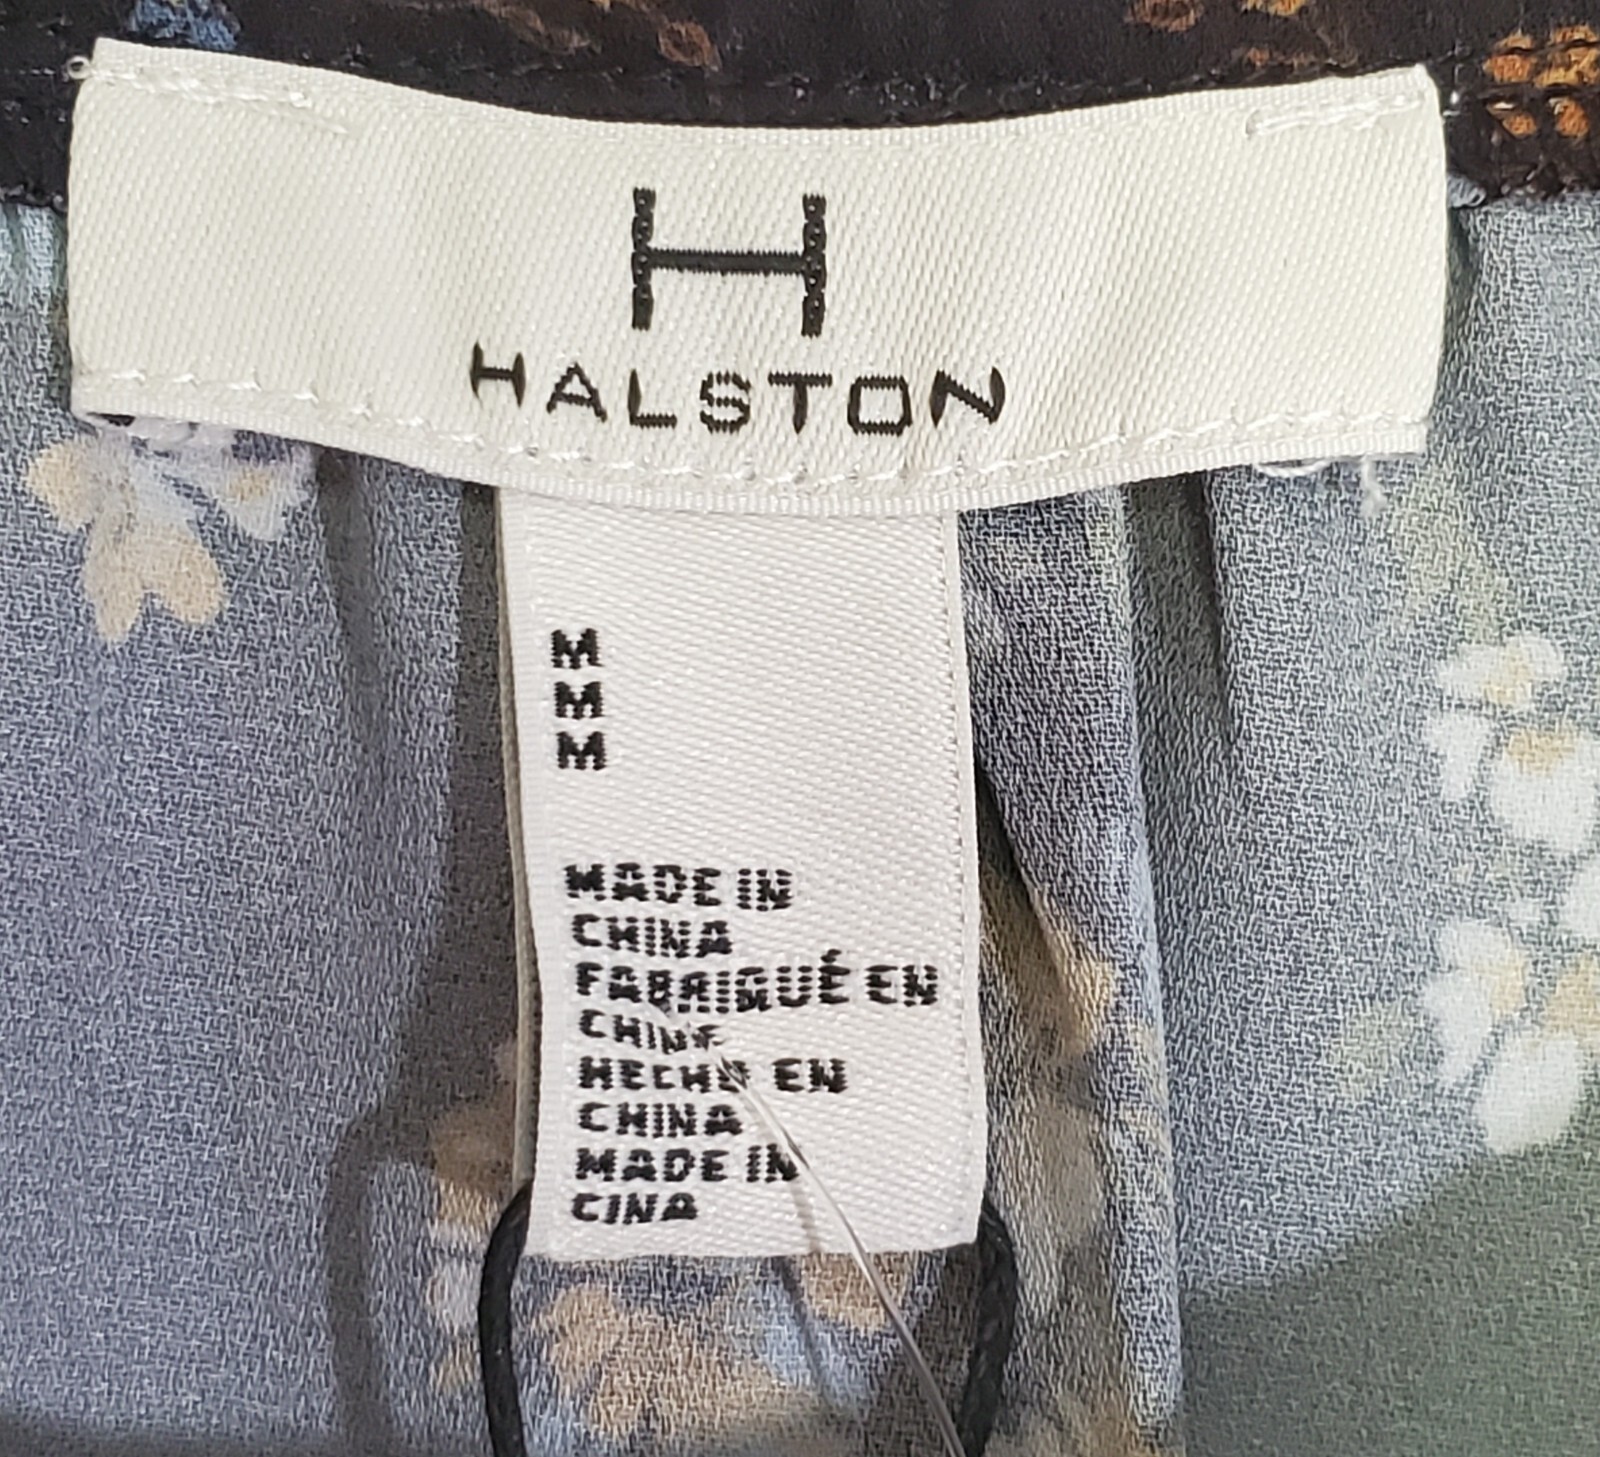 H
HALSTON
M
M
M
MADE IN
CHINA
FABRIQUÉ EN
CHINE
HECHO EN
CHINA
MADE IN
CINA